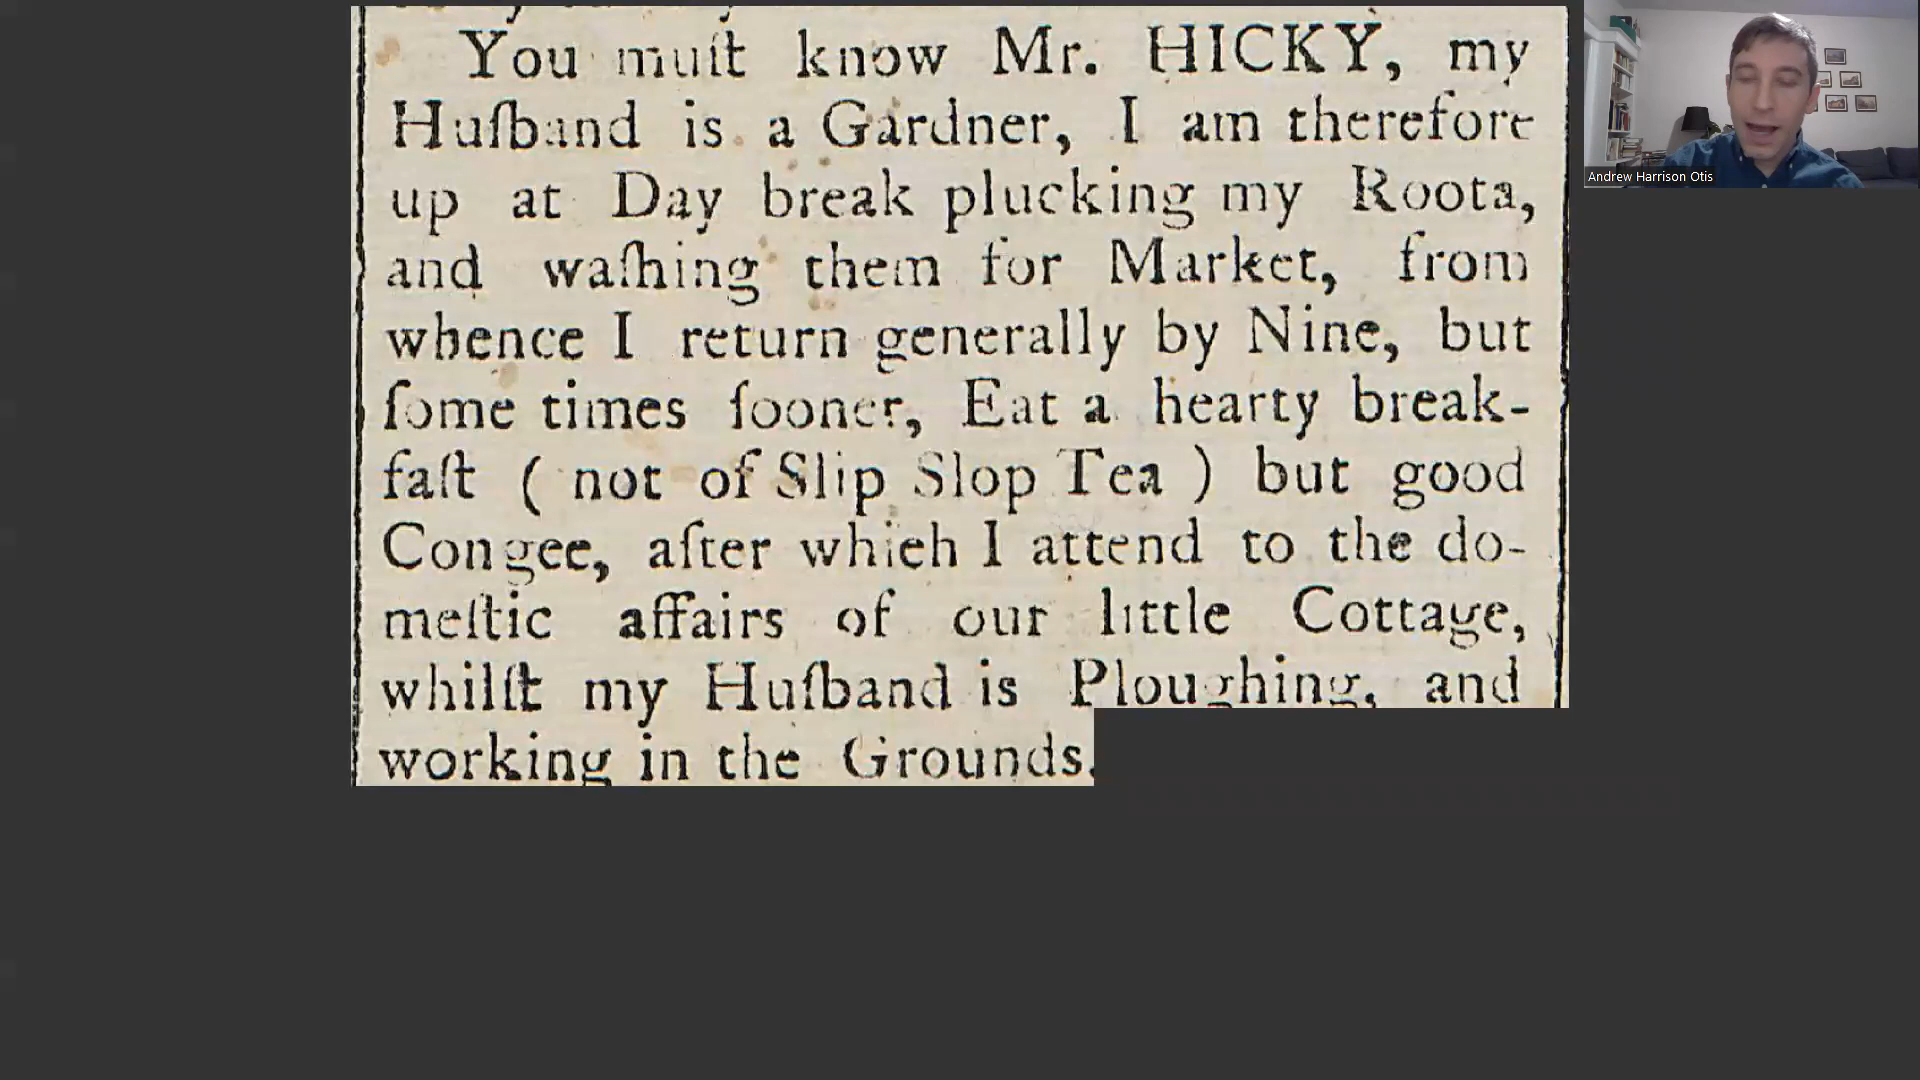 You muſt know Mr. HICKY, my
Huſband is a Gardner, I am therefore
up at Day break plucking my Roota,
and waſhing them for Market, from
whence I return generally by Nine, but
ſome times ſooner, Eat a hearty break-
faſt ( not of Slip Slop Tea ) but good
Congee, after which I attend to the do-
meſtic affairs of our little Cottage,
whilſt my Huſband is Ploughing, and
working in the Grounds.
Andrew Harrison Otis